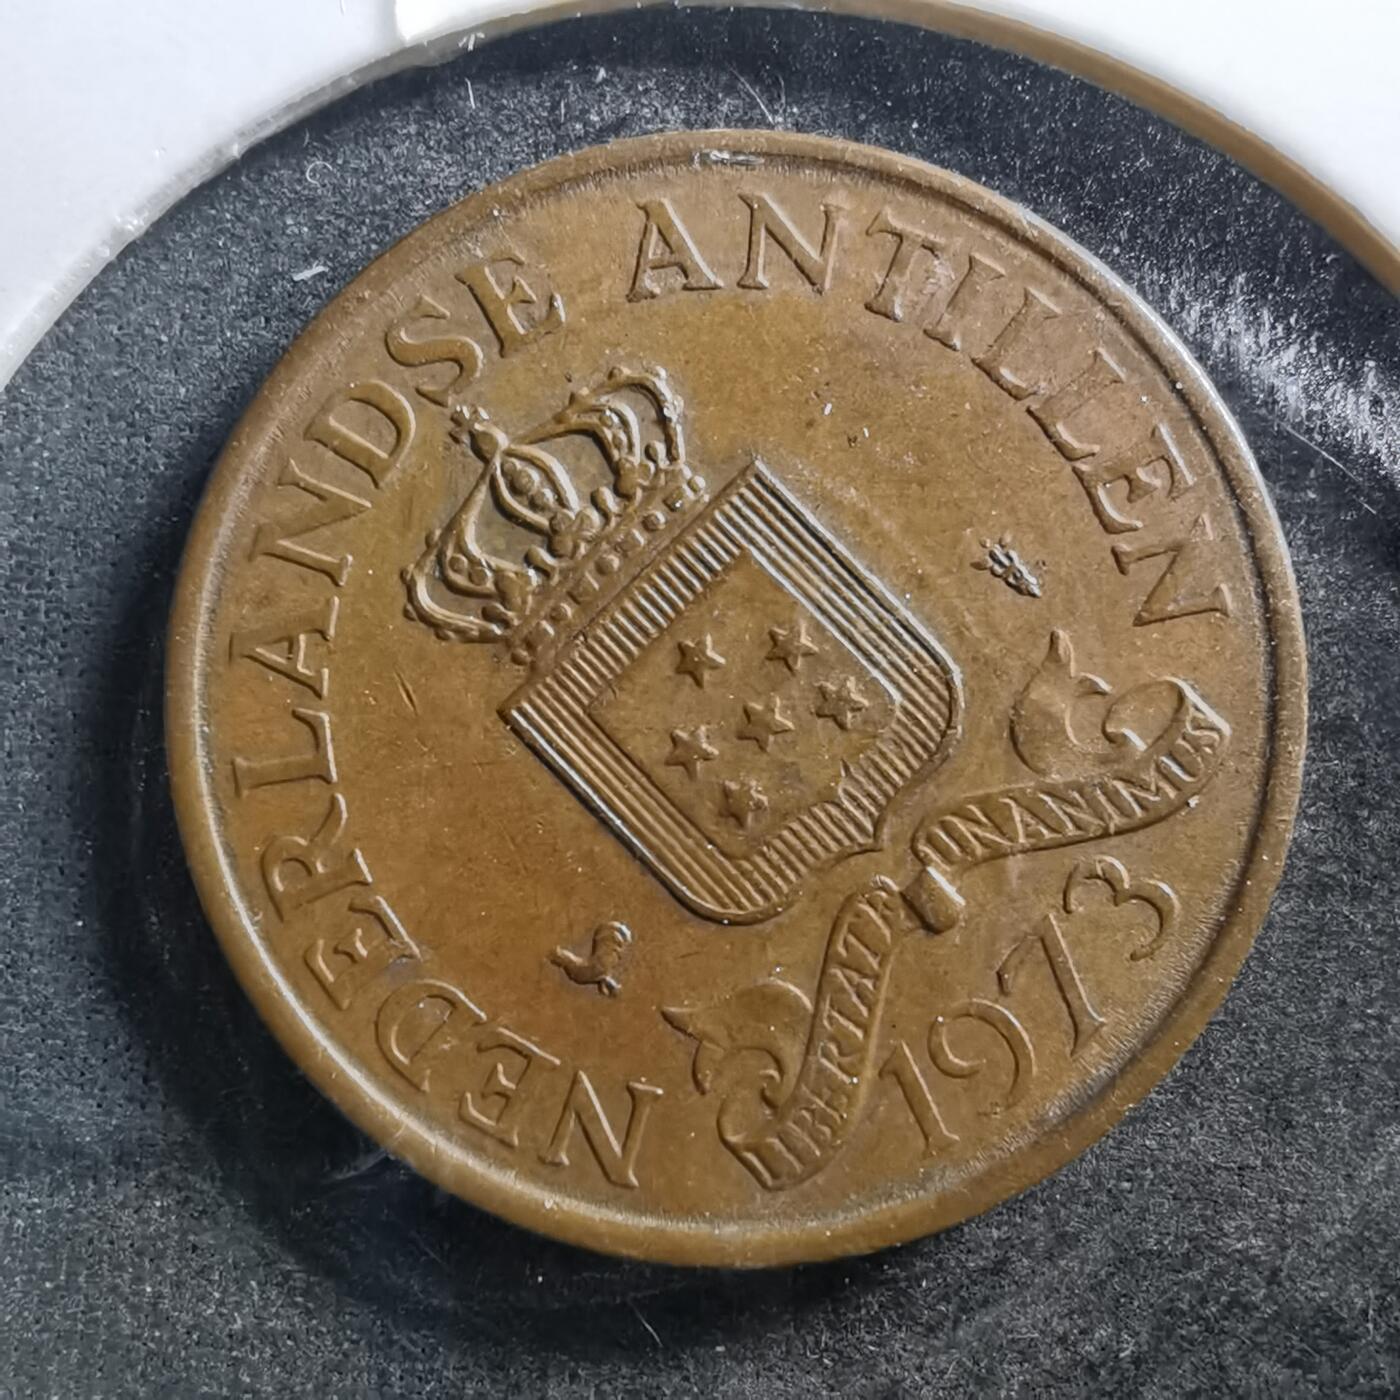 NEDERLANDSE ANTILLEN
LIBERTATE UNANIMUS
1973